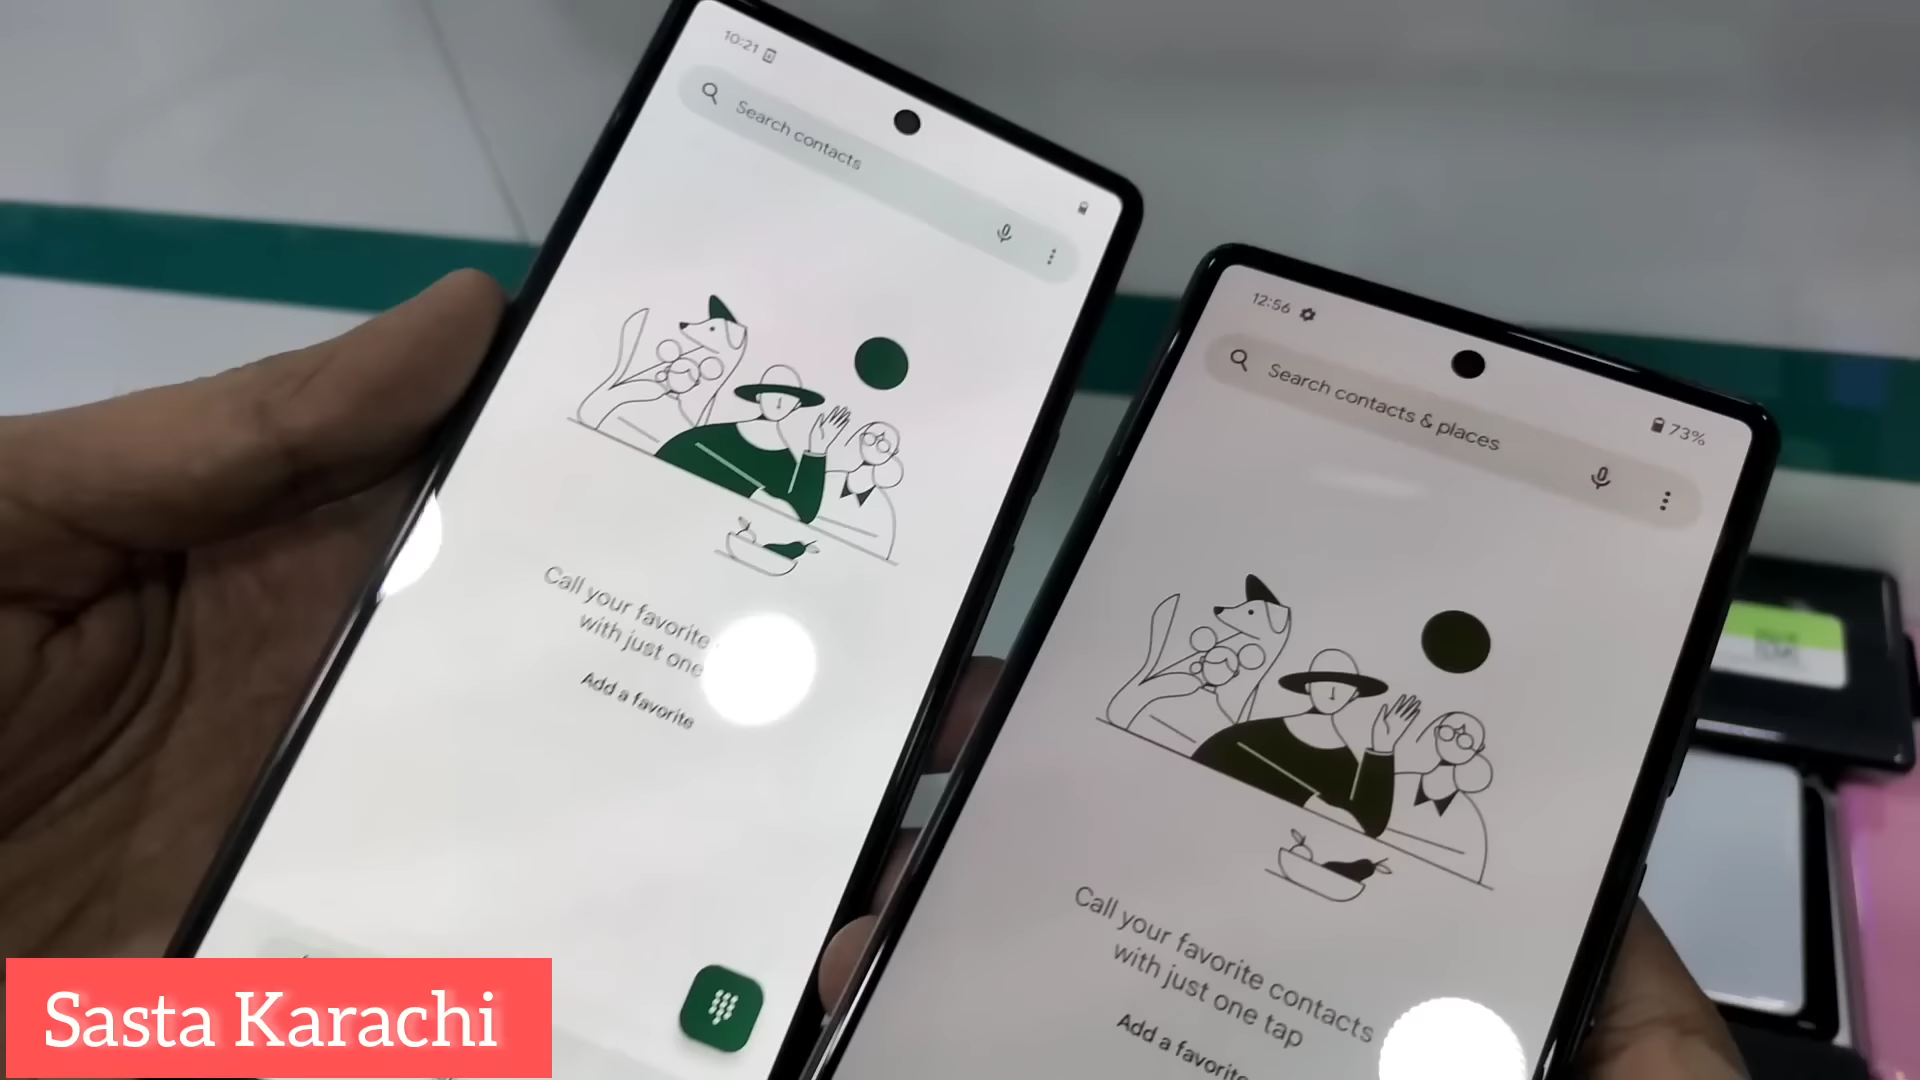 10:21
Search contacts
Call your favorite
with just one
Add a favorite
12:56
73%
Search contacts & places
Call your favorite contacts
with just one tap
Add a favorite
Sasta Karachi